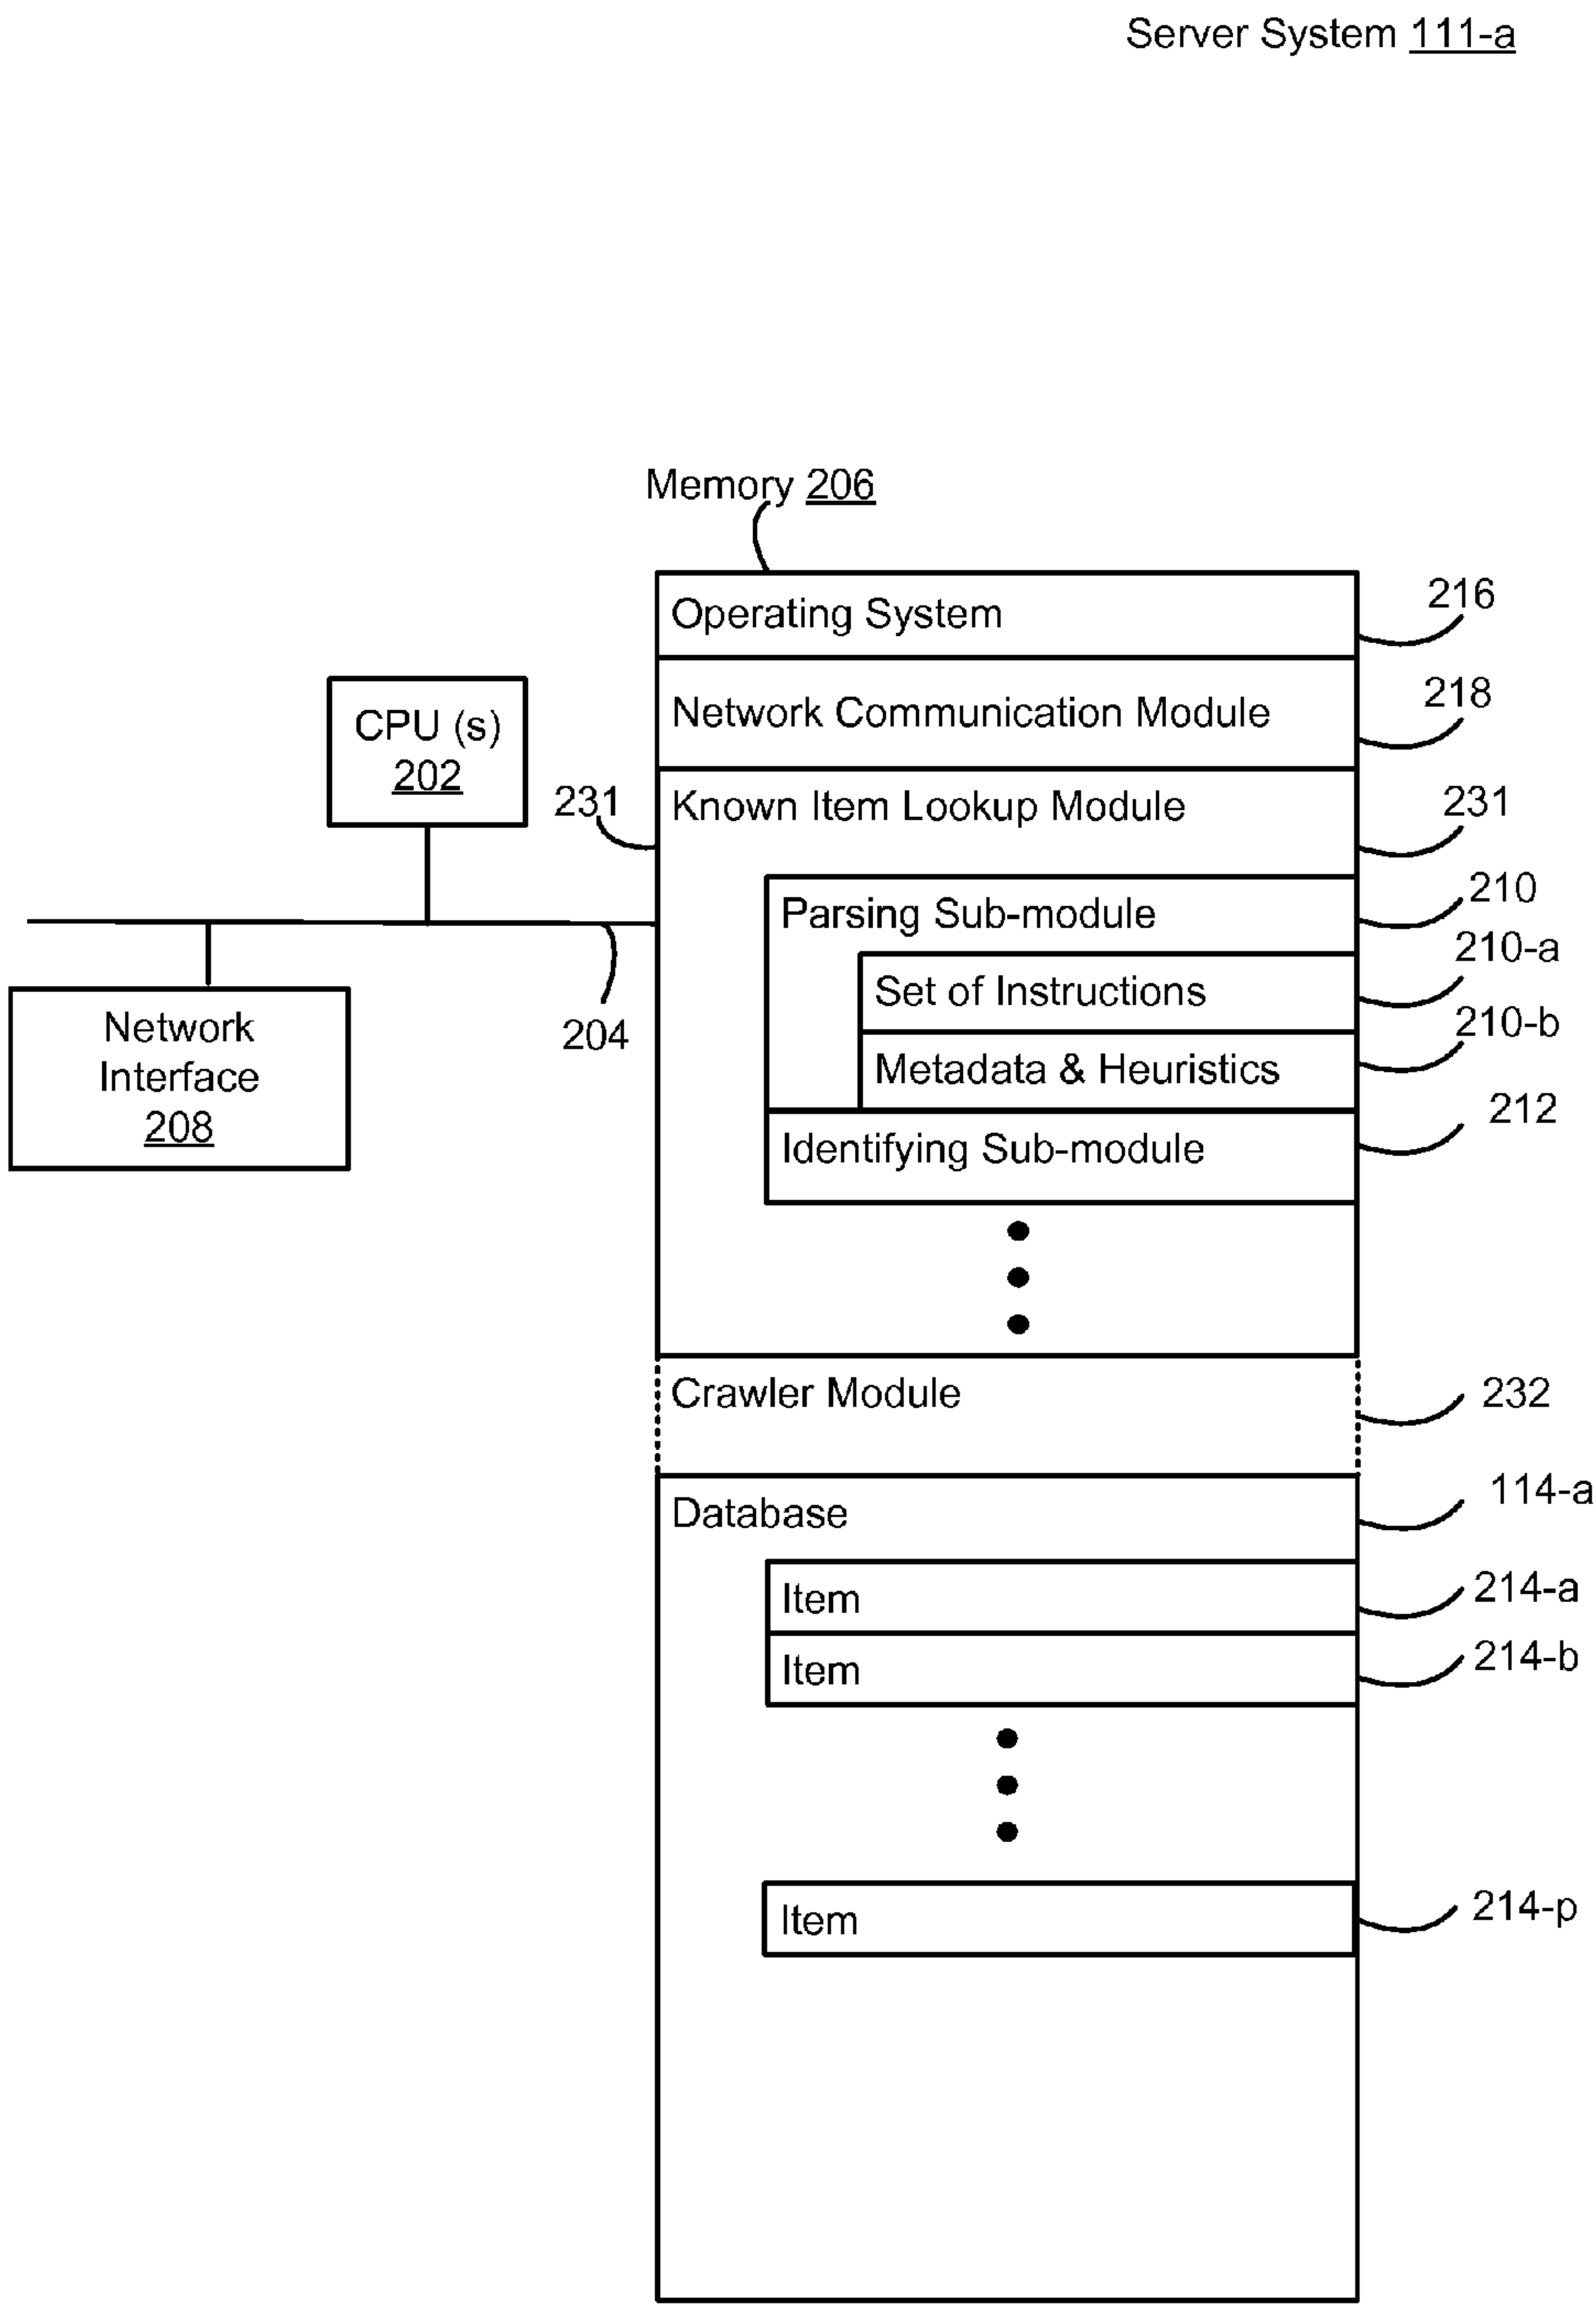 Server System 111-a
Memory 206
Operating System
216
Network Communication Module
218
CPU (s)
202
231
Known Item Lookup Module
231
Parsing Sub-module
210
210-a
Set of Instructions
210-b
Metadata & Heuristics
204
Network
Interface
208
212
Identifying Sub-module
Crawler Module
232
114-a
Database
Item
214-a
Item
214-b
Item
214-p